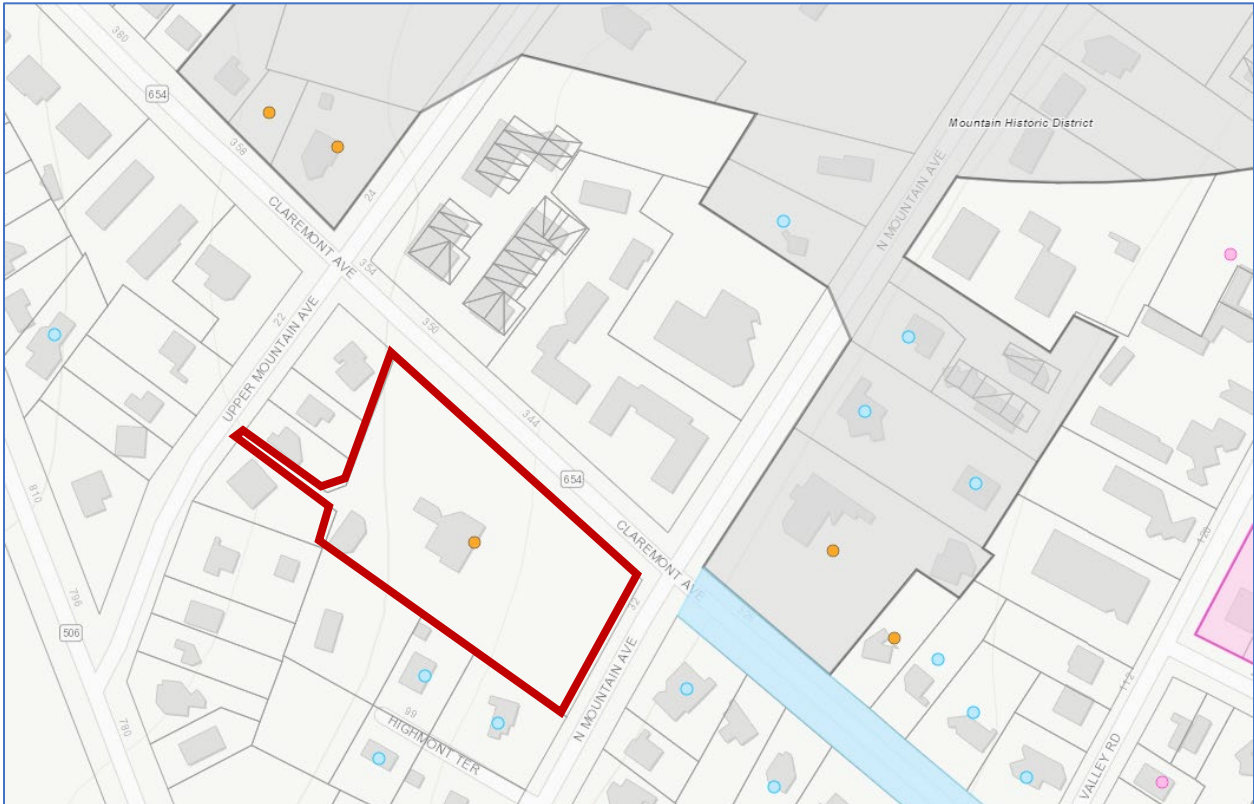 380
654
358
Mountain Historic District
N MOUNTAIN AVE
24
CLAREMONT AVE
354
22
350
UPPER MOUNTAIN AVE
344
654
810
CLAREMONT AVE
120
796
32
506
N MOUNTAIN AVE
112
99
HIGHMONT TER
780
VALLEY RD